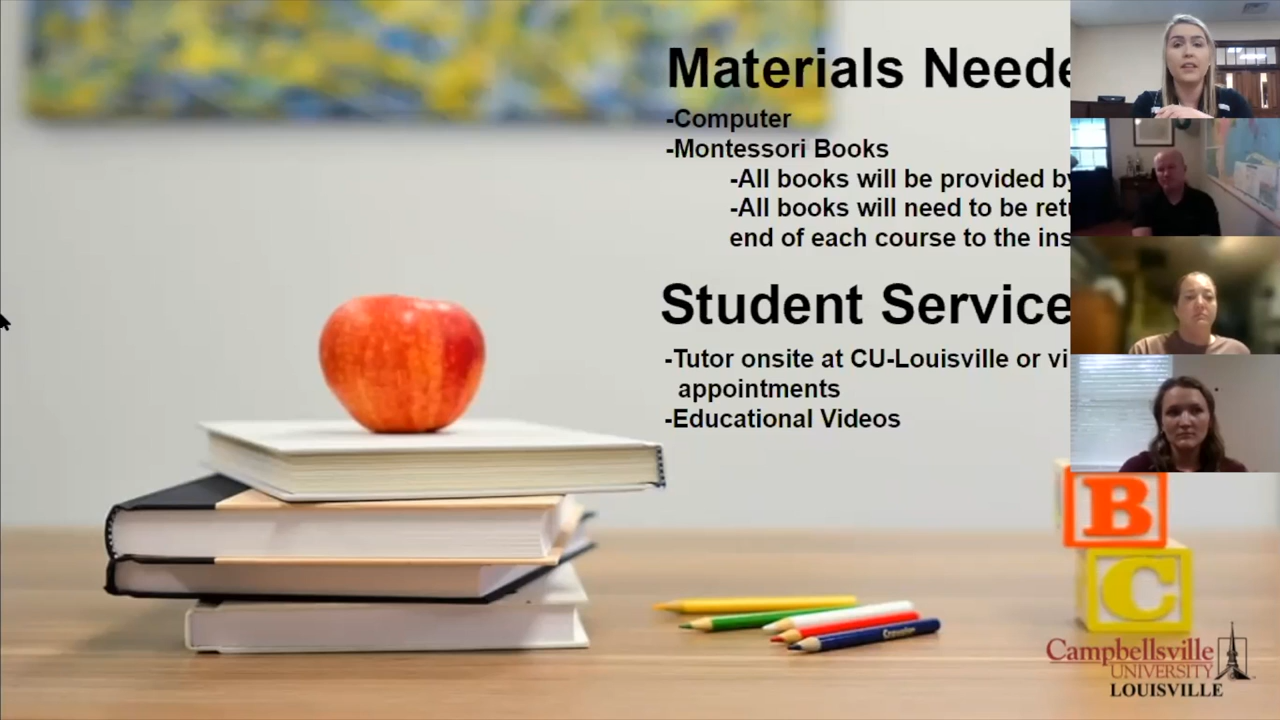 Materials Neede
-Computer
-Montessori Books
-All books will be provided by
-All books will need to be retu
end of each course to the ins
Student Service
-Tutor onsite at CU-Louisville or vi
appointments
-Educational Videos
B
C
Campbellsville
UNIVERSITY
LOUISVILLE